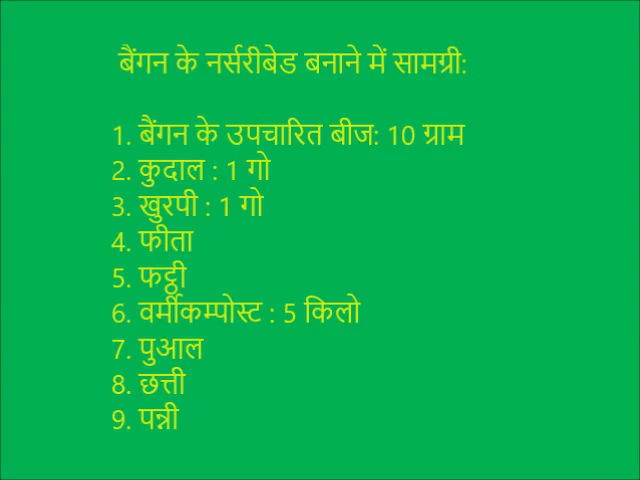 बैंगन के नर्सरीबेड बनाने में सामग्री:
1. बैंगन के उपचारित बीज: 10 ग्राम
2. कुदाल : 1 गो
3. खुरपी : 1 गो
4. फीता
5. फट्ठी
6. वर्मीकम्पोस्ट : 5 किलो
7. पुआल
8. छत्ती
9. पन्नी